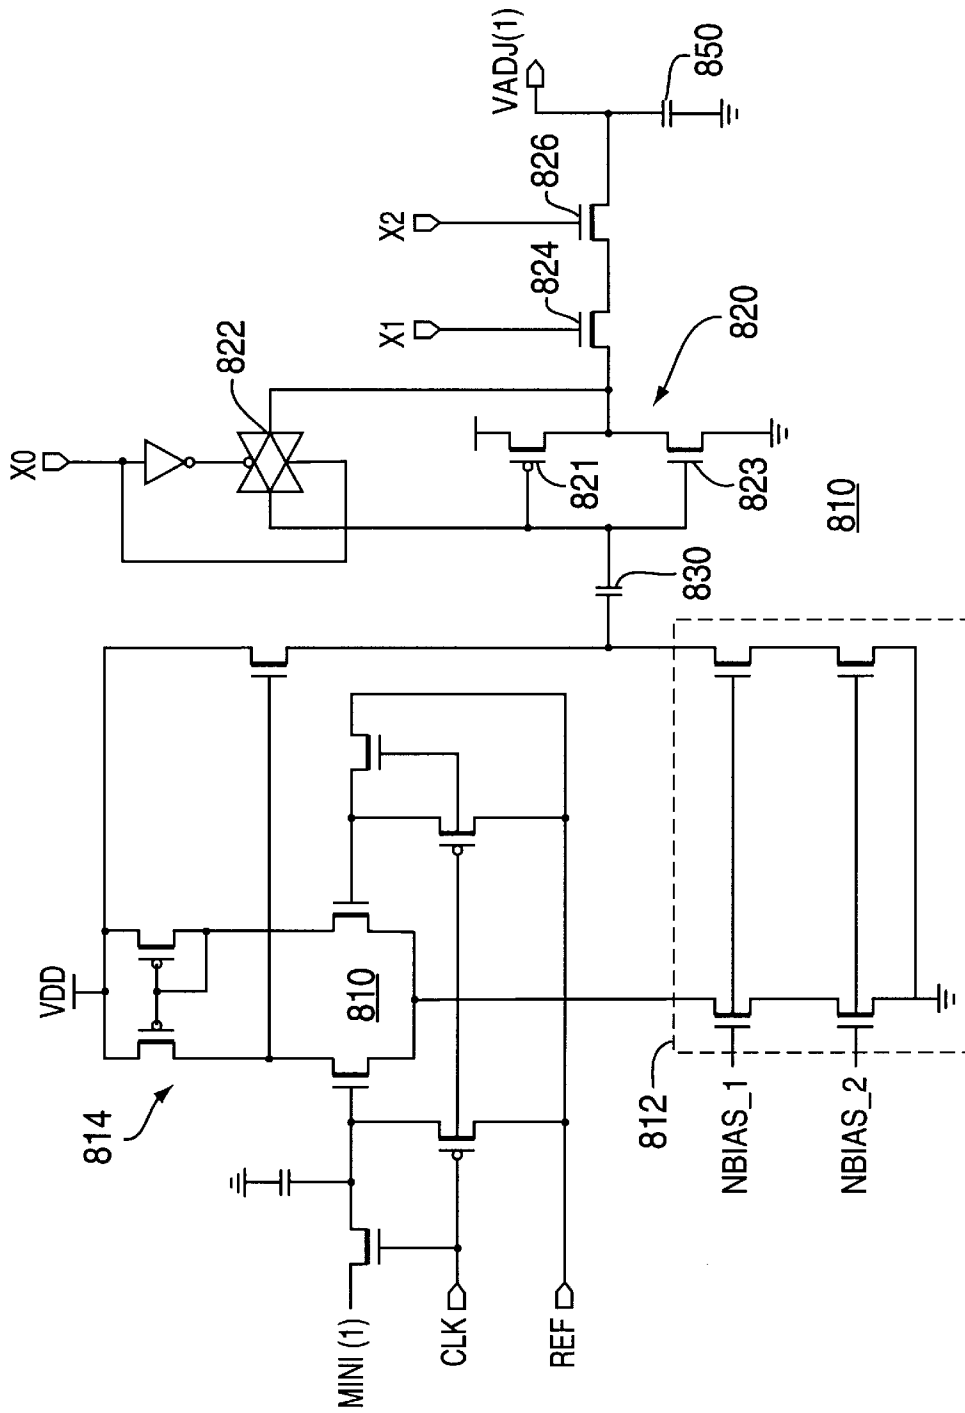 X0
822
X2
826
VADJ(1)
850
X1
824
820
821
823
810
830
VDD
814
810
MINI (1)
CLK
REF
812
NBIAS_1
NBIAS_2